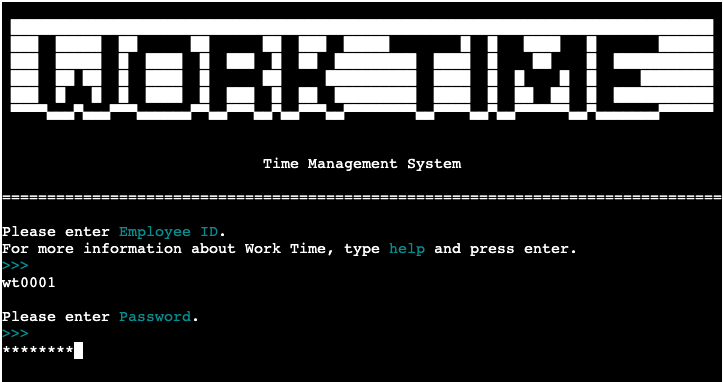 WORK TIME
Time Management System
================================================================================
Please enter Employee ID.
For more information about Work Time, type help and press enter.
>>>
wt0001
Please enter Password.
>>>
********